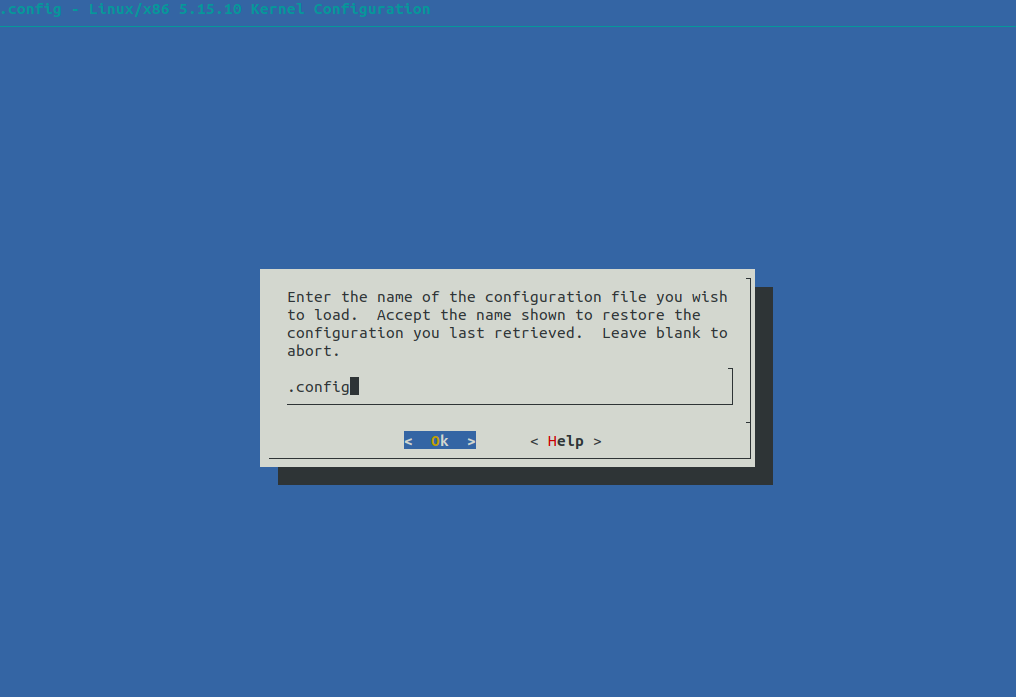 .config - Linux/x86 5.15.10 Kernel Configuration
Enter the name of the configuration file you wish
to load.  Accept the name shown to restore the
configuration you last retrieved.  Leave blank to
abort.
.config
<  Ok  >      < Help >